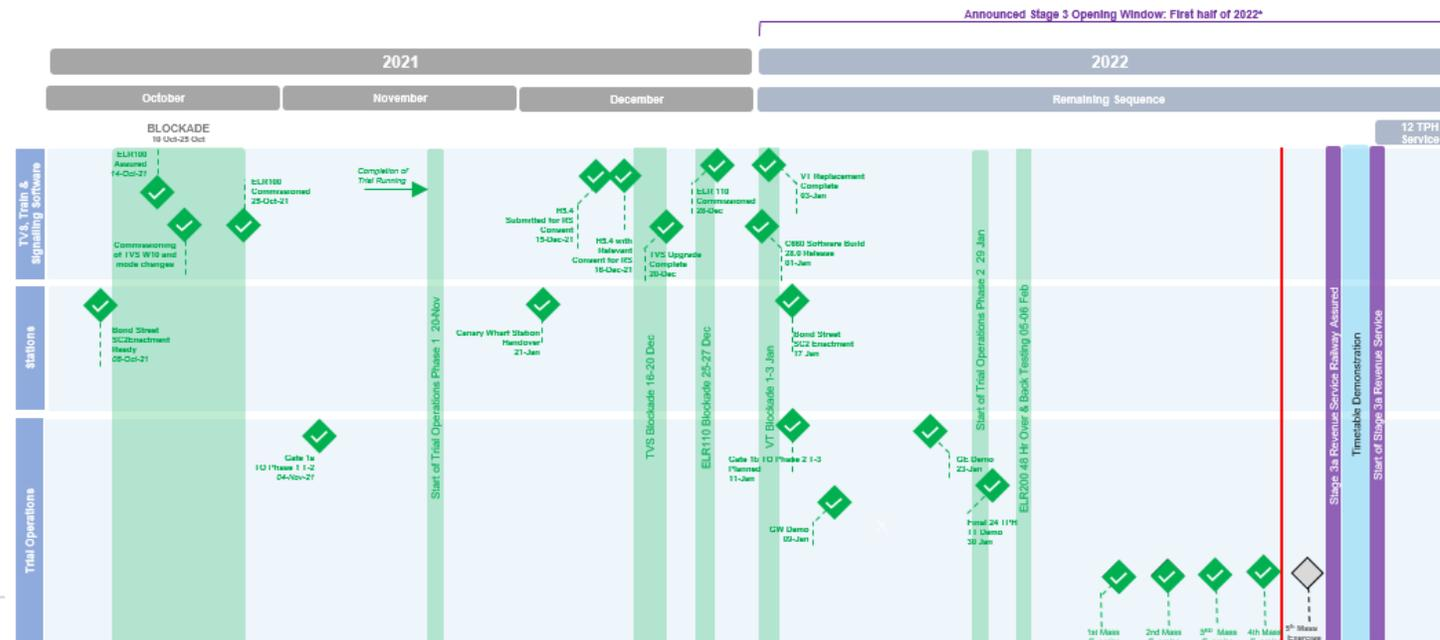 Announced Stage 3 Opening Window: First half of 2022*
2021
2022
October
November
December
Remaining Sequence
BLOCKADE
10 Oct-25 Oct
12 TPH
Service
TVS, Train &
Signalling Software
ELR100
Assured
14-Oct-21
Commissioning
of TVS W10 and
mode changes
ELR100
Commissioned
25-Oct-21
Completion of
Trial Running
H5.4
Submitted for RS
Consent
15-Dec-21
H5.4 with
Relevant
Consent for RS
16-Dec-21
TVS Upgrade
Complete
20-Dec
ELR 110
Commissioned
28-Dec
VT Replacement
Complete
03-Jan
C660 Software Build
28.0 Release
01-Jan
Stations
Bond Street
SC2Enactment
Ready
08-Oct-21
Canary Wharf Station
Handover
21-Jan
Bond Street
SC2 Enactment
17 Jan
Trial Operations
Gate 1a
TO Phase 1 T1-2
04-Nov-21
Start of Trial Operations Phase 1 20-Nov
TVS Blockade 16-20 Dec
ELR110 Blockade 25-27 Dec
VT Blockade 1-3 Jan
Gate 1b TO Phase 2 T1-3
Planned
11-Jan
GW Demo
09-Jan
GE Demo
23-Jan
Final 24 TPH
TT Demo
30 Jan
Start of Trial Operations Phase 2 29 Jan
ELR200 48 Hr Over & Back Testing 05-06 Feb
1st Mass
2nd Mass
3RD Mass
4th Mass
5th Mass
Exercise
Stage 3a Revenue Service Railway Assured
Timetable Demonstration
Start of Stage 3a Revenue Service